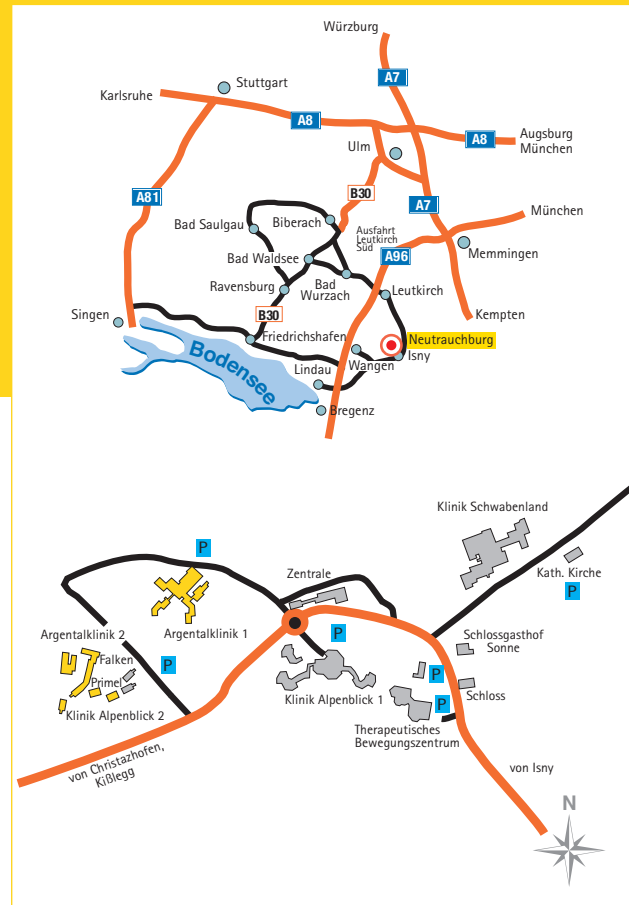 Würzburg
A7
Stuttgart
Karlsruhe
A8
A8
Augsburg
München
Ulm
A81
B30
A7
München
Biberach
Bad Saulgau
Ausfahrt
Leutkirch
Süd
Memmingen
Bad Waldsee
A96
Bad
Wurzach
Ravensburg
Leutkirch
B30
Kempten
Singen
Friedrichshafen
Neutrauchburg
Bodensee
Isny
Wangen
Lindau
Bregenz
Klinik Schwabenland
P
Zentrale
Kath. Kirche
P
Argentalklinik 2
Argentalklinik 1
P
Schlossgasthof
Sonne
Falken
P
P
Primel
Klinik Alpenblick 1
Schloss
P
Klinik Alpenblick 2
Therapeutisches
Bewegungszentrum
von Christazhofen,
Kißlegg
von Isny
N